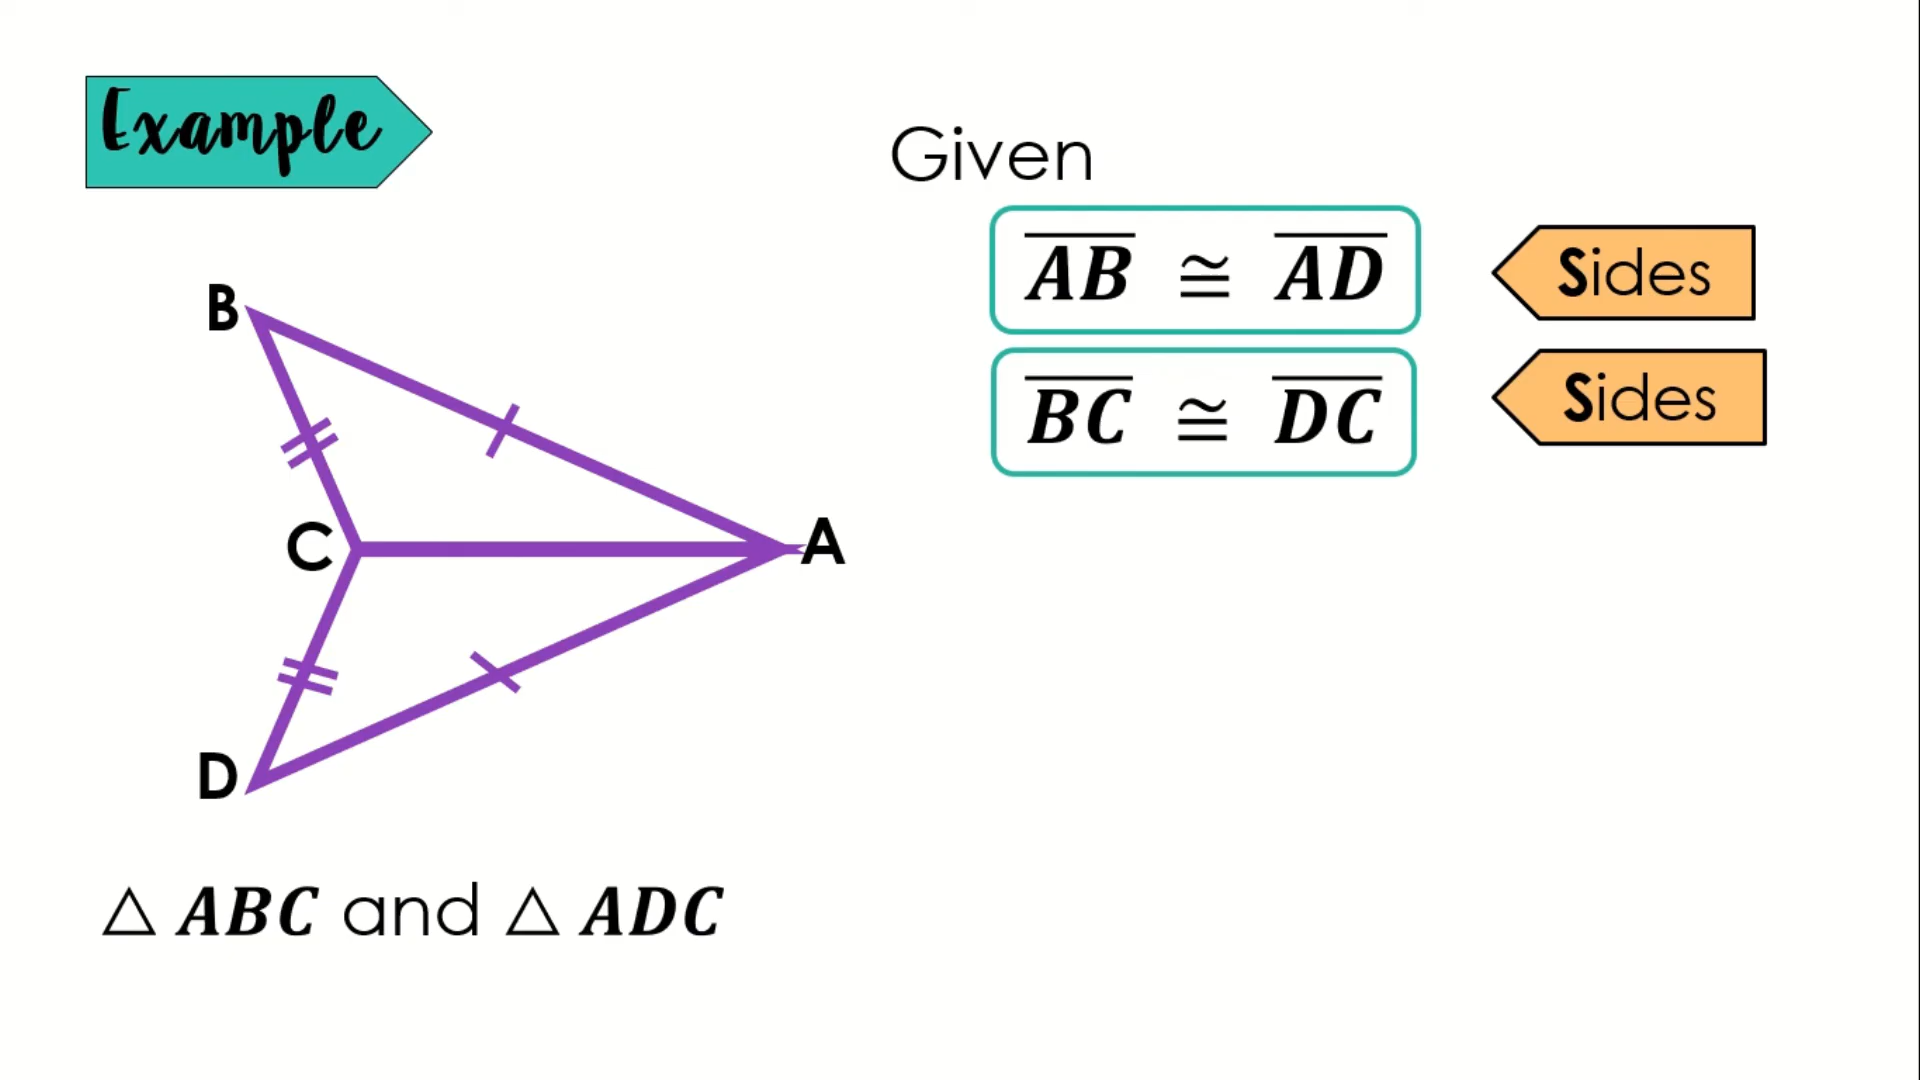 Example
Given
AB ≅ AD
Sides
BC ≅ DC
Sides
B
C
A
D
△ ABC and △ ADC